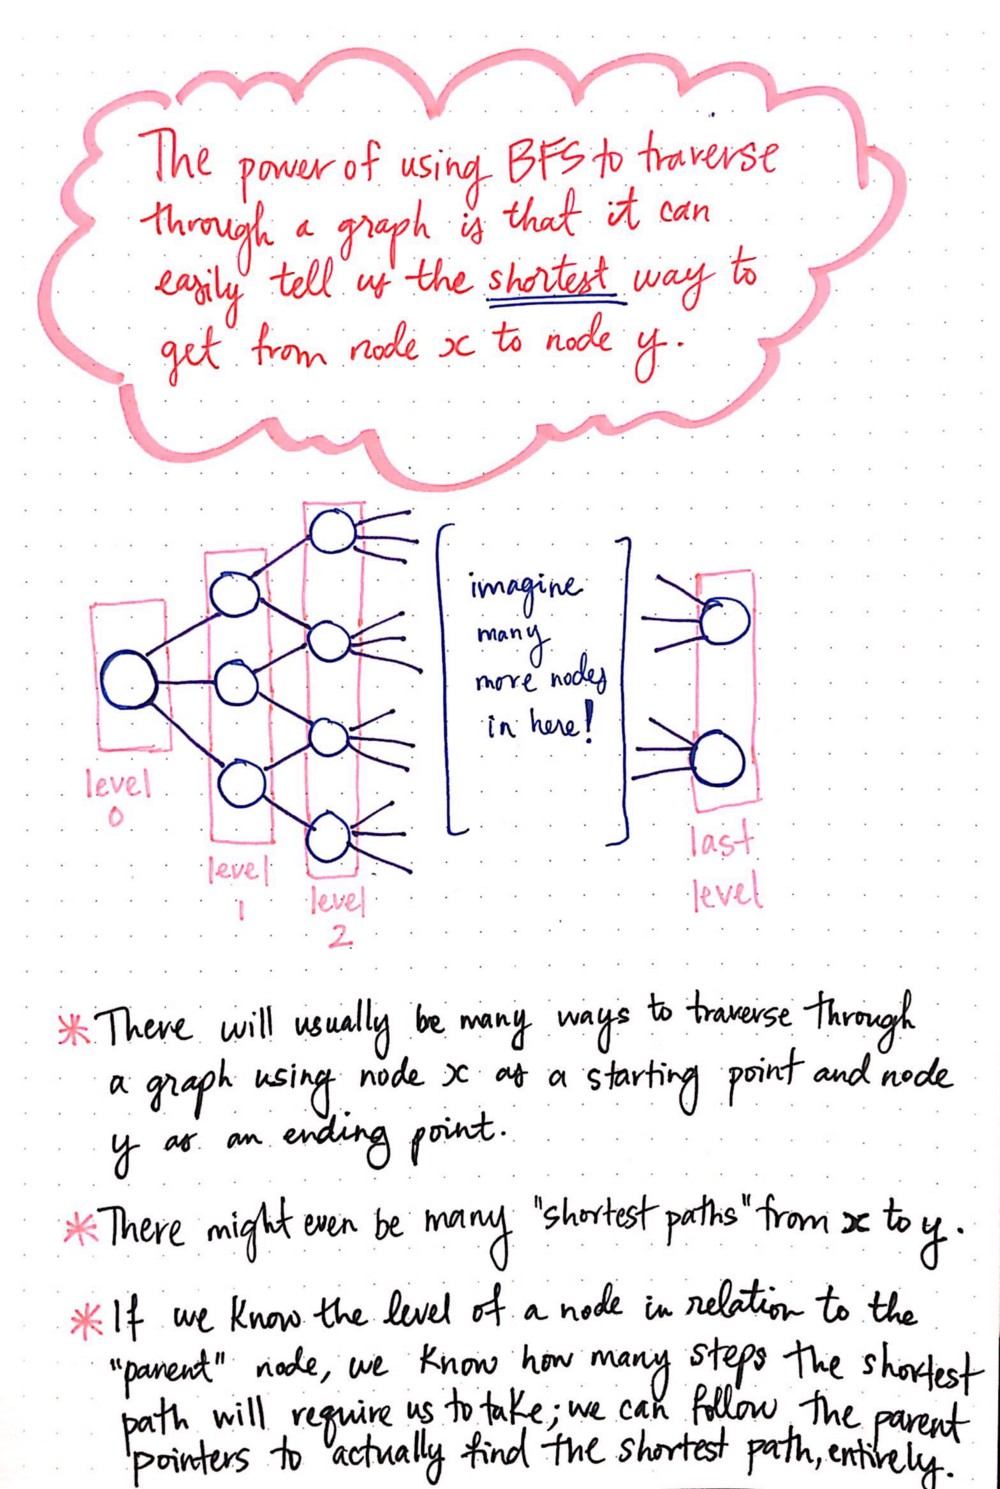 The power of using BFS to traverse
through a graph is that it can
easily tell us the shortest way to
get from node x to node y.
imagine
many
more nodes
in here!
level
0
level
1
level
2
last
level
* There will usually be many ways to traverse through
a graph using node x as a starting point and node
y as an ending point.
* There might even be many "shortest paths" from x to y.
* If we know the level of a node in relation to the
"parent" node, we know how many steps the shortest
path will require us to take; we can follow the parent
pointers to actually find the shortest path, entirely.